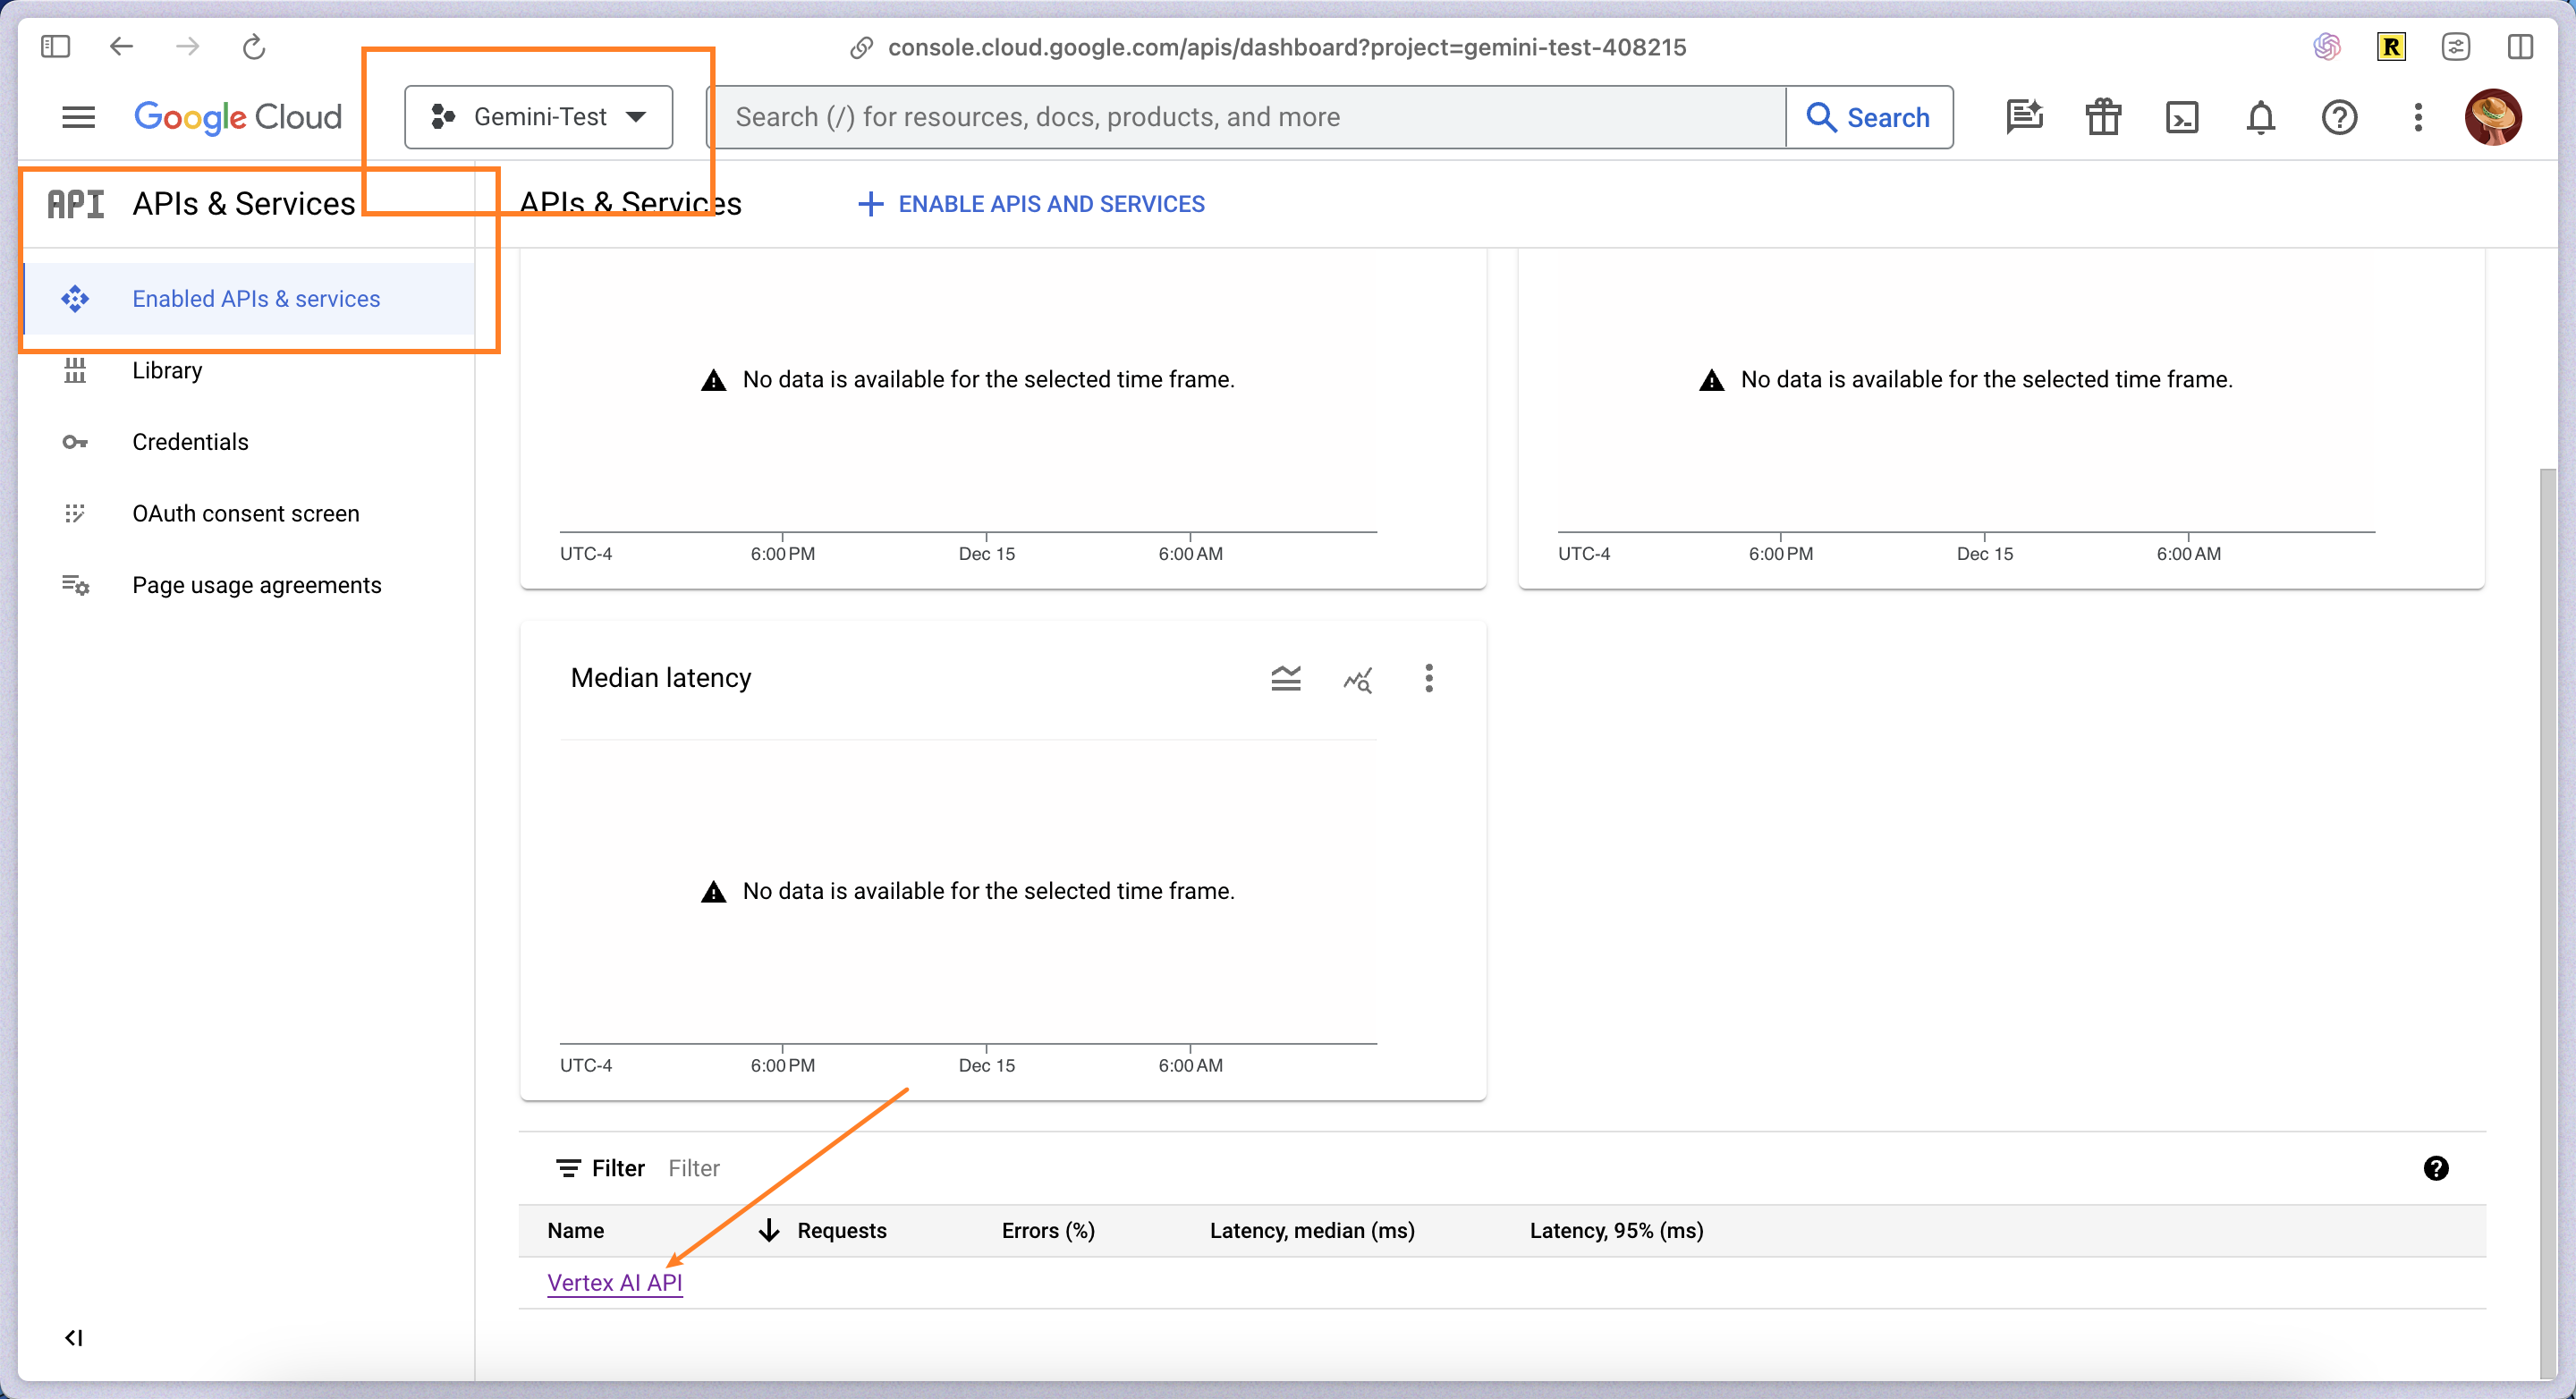 console.cloud.google.com/apis/dashboard?project=gemini-test-408215
R
Google Cloud
Gemini-Test
Search (/) for resources, docs, products, and more
Search
API APIs & Services
APIs & Services
ENABLE APIS AND SERVICES
Enabled APIs & services
Library
Credentials
OAuth consent screen
Page usage agreements
No data is available for the selected time frame.
UTC-4 6:00 PM Dec 15 6:00 AM
No data is available for the selected time frame.
UTC-4 6:00 PM Dec 15 6:00 AM
Median latency
No data is available for the selected time frame.
UTC-4 6:00 PM Dec 15 6:00 AM
Filter Filter
Name Requests Errors (%) Latency, median (ms) Latency, 95% (ms)
Vertex AI API